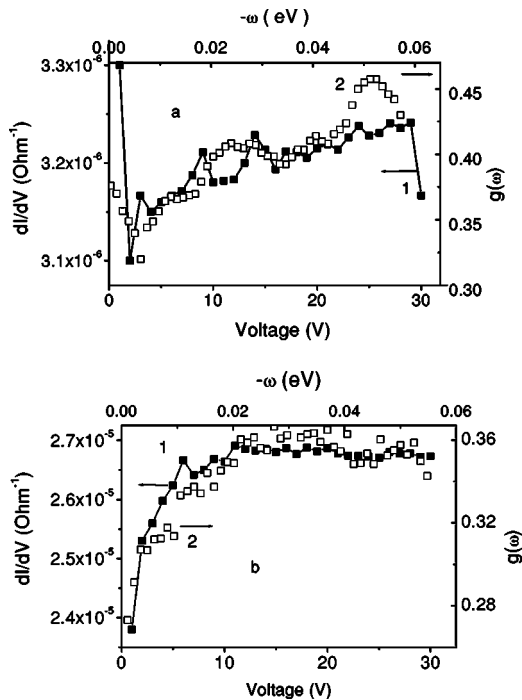 -ω ( eV )
0.00 0.02 0.04 0.06
3.3x10⁻⁶
3.2x10⁻⁶
3.1x10⁻⁶
dI/dV (Ohm⁻¹)
a
2
1
0.45
0.40
0.35
0.30
g(ω)
0 10 20 30
Voltage (V)
-ω (eV)
0.00 0.02 0.04 0.06
2.7x10⁻⁵
2.6x10⁻⁵
2.5x10⁻⁵
2.4x10⁻⁵
dI/dV (Ohm⁻¹)
1
2
b
0.36
0.32
0.28
g(ω)
0 10 20 30
Voltage (V)